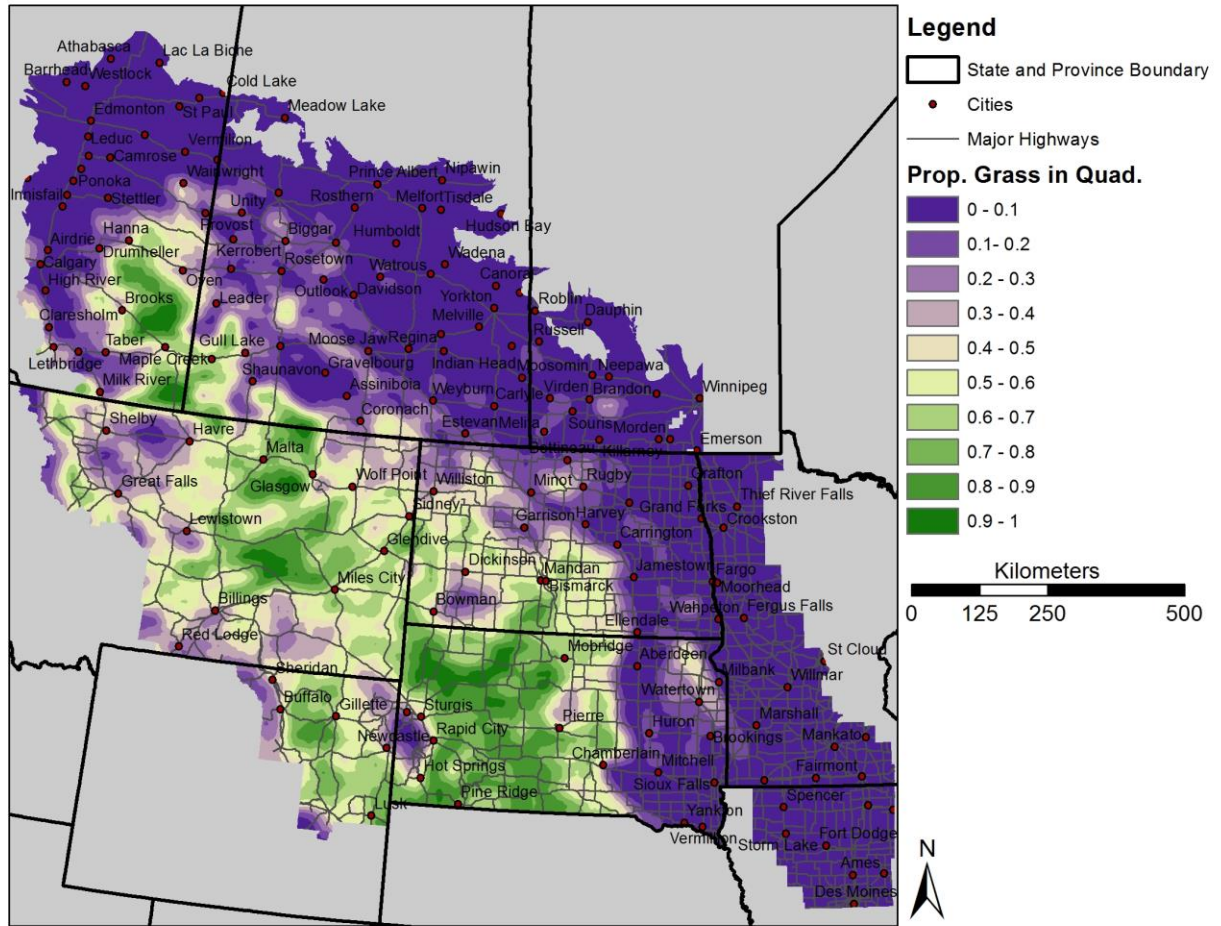 Athabasca
Lac La Biche
Barrhead
Westlock
Cold Lake
Edmonton
St Paul
Meadow Lake
Leduc
Vermilion
Camrose
Wainwright
Prince Albert
Nipawin
Ponoka
Innisfail
Stettler
Unity
Rosthern
Melfort
Tisdale
Hudson Bay
Provost
Hanna
Biggar
Humboldt
Airdrie
Drumheller
Kerrobert
Wadena
Calgary
Oyen
Rosetown
Watrous
Canora
High River
Outlook
Davidson
Brooks
Leader
Yorkton
Roblin
Dauphin
Claresholm
Melville
Russell
Taber
Gull Lake
Moose Jaw
Regina
Lethbridge
Maple Creek
Gravelbourg
Indian Head
Moosomin
Neepawa
Shaunavon
Milk River
Assiniboia
Weyburn
Carlyle
Virden
Brandon
Winnipeg
Shelby
Coronach
Estevan
Melita
Souris
Morden
Havre
Bottineau
Killarney
Emerson
Malta
Great Falls
Glasgow
Wolf Point
Williston
Minot
Rugby
Grafton
Thief River Falls
Sidney
Lewistown
Garrison
Harvey
Grand Forks
Crookston
Glendive
Carrington
Dickinson
Mandan
Bismarck
Jamestown
Fargo
Moorhead
Miles City
Billings
Bowman
Wahpeton
Fergus Falls
Ellendale
Red Lodge
Mobridge
Aberdeen
St Cloud
Sheridan
Milbank
Willmar
Buffalo
Gillette
Sturgis
Watertown
Pierre
Marshall
Newcastle
Rapid City
Huron
Brookings
Mankato
Chamberlain
Hot Springs
Mitchell
Fairmont
Sioux Falls
Lusk
Pine Ridge
Yankton
Spencer
Vermillion
Storm Lake
Fort Dodge
Ames
Des Moines
Legend
State and Province Boundary
Cities
Major Highways
Prop. Grass in Quad.
0 - 0.1
0.1- 0.2
0.2 - 0.3
0.3 - 0.4
0.4 - 0.5
0.5 - 0.6
0.6 - 0.7
0.7 - 0.8
0.8 - 0.9
0.9 - 1
Kilometers
0 125 250 500
N